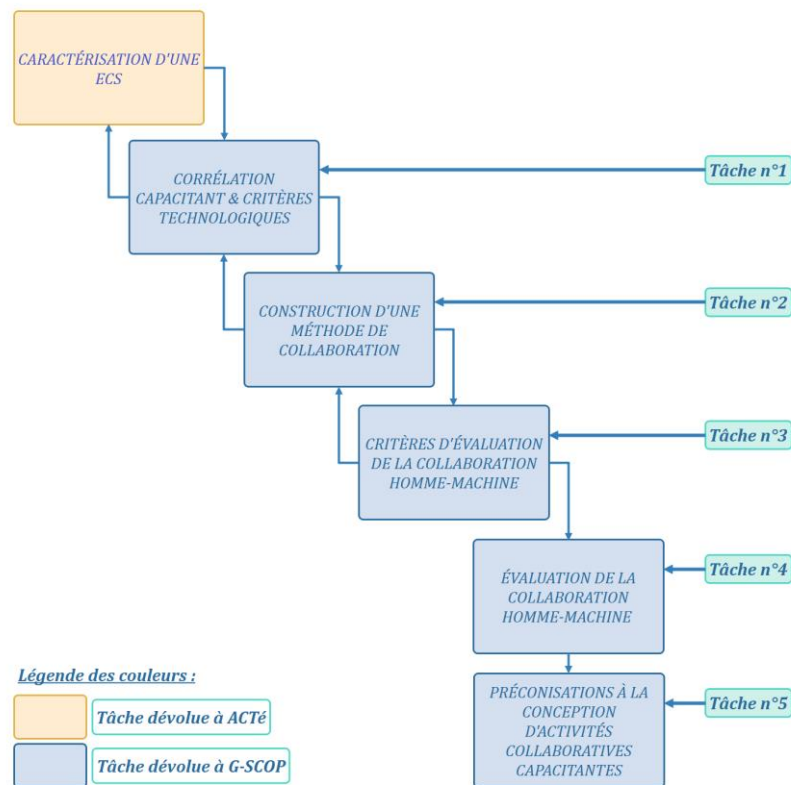 CARACTÉRISATION D'UNE
ECS
CORRÉLATION
CAPACITANT & CRITÈRES
TECHNOLOGIQUES
Tâche n°1
CONSTRUCTION D'UNE
MÉTHODE DE
COLLABORATION
Tâche n°2
CRITÈRES D'ÉVALUATION
DE LA COLLABORATION
HOMME-MACHINE
Tâche n°3
ÉVALUATION DE LA
COLLABORATION
HOMME-MACHINE
Tâche n°4
PRÉCONISATIONS À LA
CONCEPTION
D'ACTIVITÉS
COLLABORATIVES
CAPACITANTES
Tâche n°5
Légende des couleurs :
Tâche dévolue à ACTé
Tâche dévolue à G-SCOP